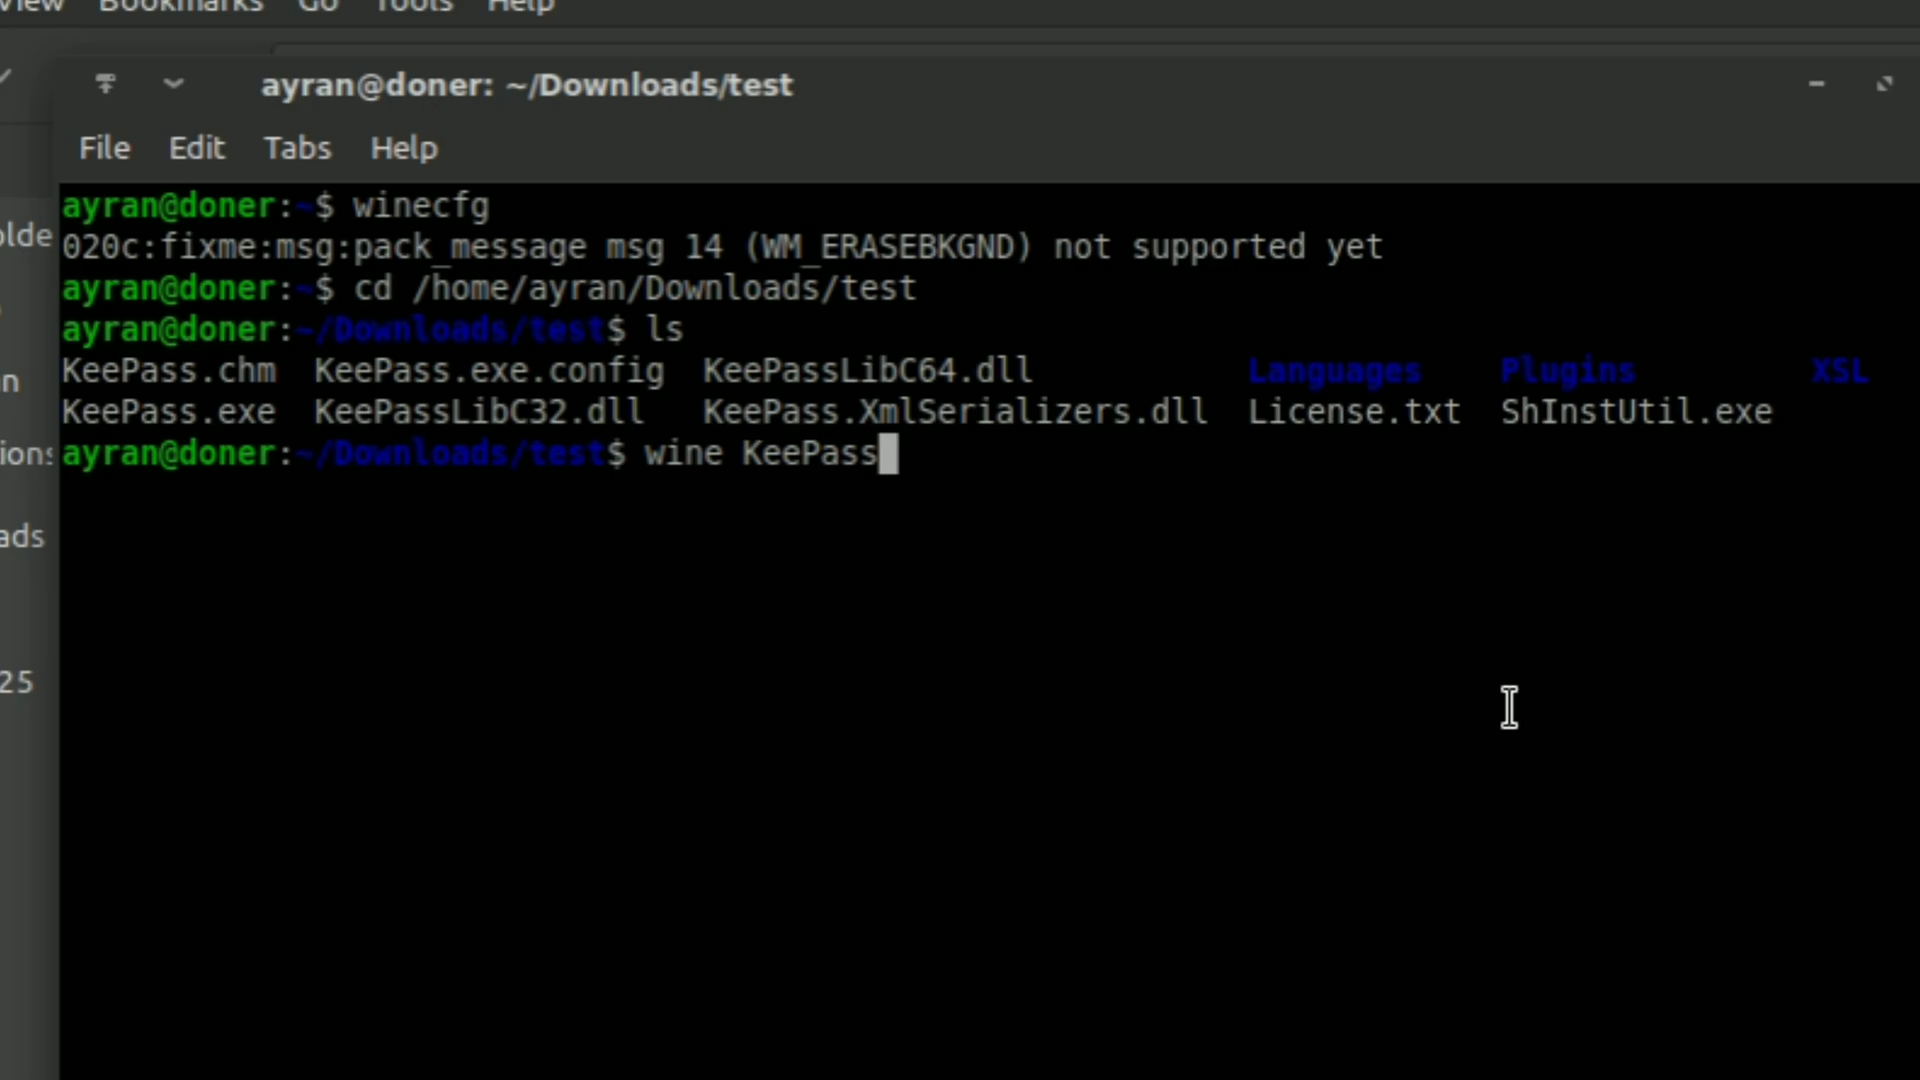 View Bookmarks Go Tools Help
ayran@doner: ~/Downloads/test
File Edit Tabs Help
ayran@doner:~$ winecfg
020c:fixme:msg:pack_message msg 14 (WM_ERASEBKGND) not supported yet
ayran@doner:~$ cd /home/ayran/Downloads/test
ayran@doner:~/Downloads/test$ ls
KeePass.chm KeePass.exe.config KeePassLibC64.dll Languages Plugins XSL
KeePass.exe KeePassLibC32.dll KeePass.XmlSerializers.dll License.txt ShInstUtil.exe
ayran@doner:~/Downloads/test$ wine KeePass
25